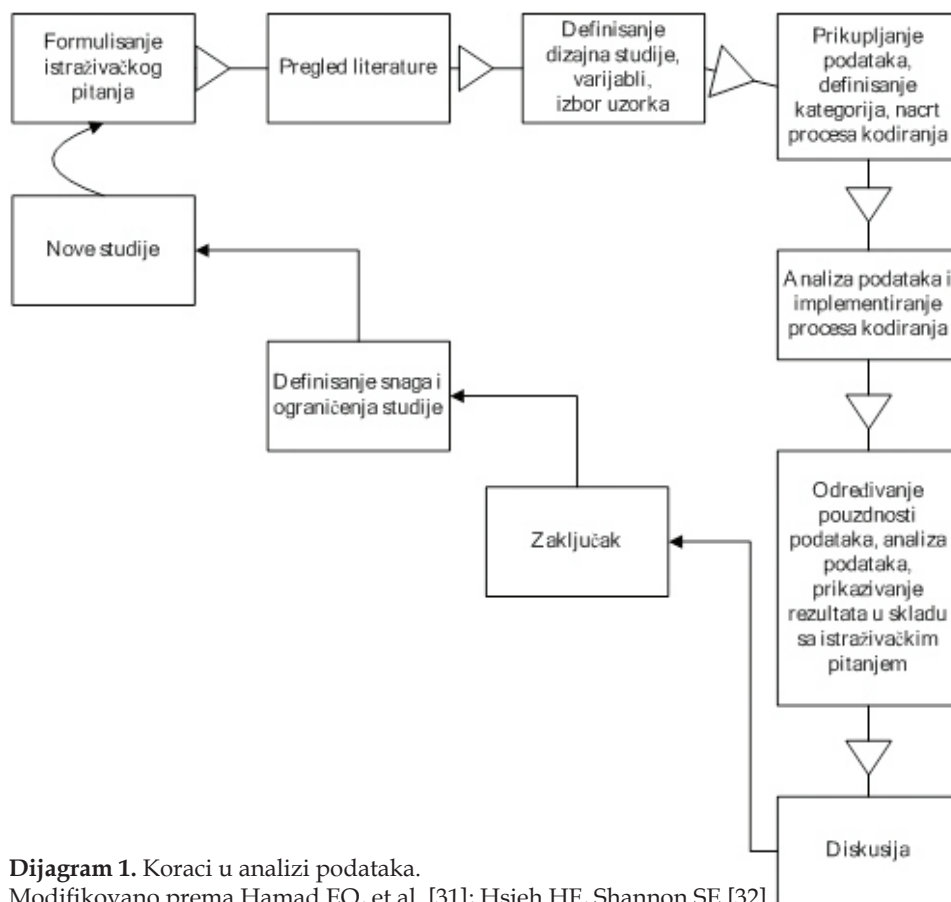 Formulisanje
istraživačkog
pitanja
Pregled literature
Definisanje
dizajna studije,
varijabli,
izbor uzorka
Prikupljanje
podataka,
definisanje
kategorija, nacrt
procesa kodiranja
Analiza podataka i
implementiranje
procesa kodiranja
Određivanje
pouzdnosti
podataka, analiza
podataka,
prikazivanje
rezultata u skladu
sa istraživačkim
pitanjem
Diskusija
Zaključak
Definisanje snaga i
ograničenja studije
Nove studije
Dijagram 1. Koraci u analizi podataka.
Modifikovano prema Hamad EO, et al. [31]; Hsieh HF, Shannon SE [32]